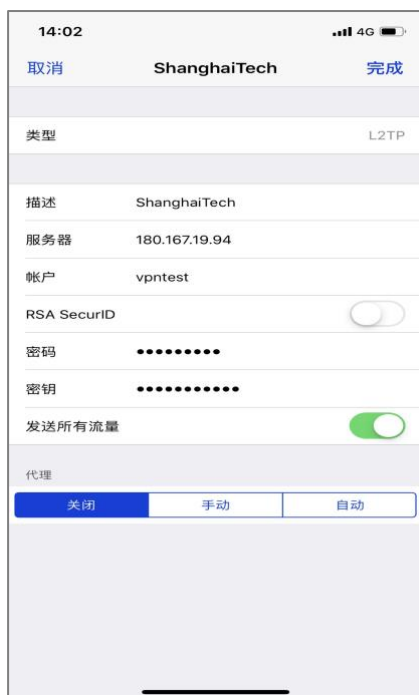 14:02 4G
取消 ShanghaiTech 完成
类型 L2TP
描述 ShanghaiTech
服务器 180.167.19.94
帐户 vpntest
RSA SecurID
密码 •••••••••
密钥 •••••••••••
发送所有流量
代理
关闭 手动 自动